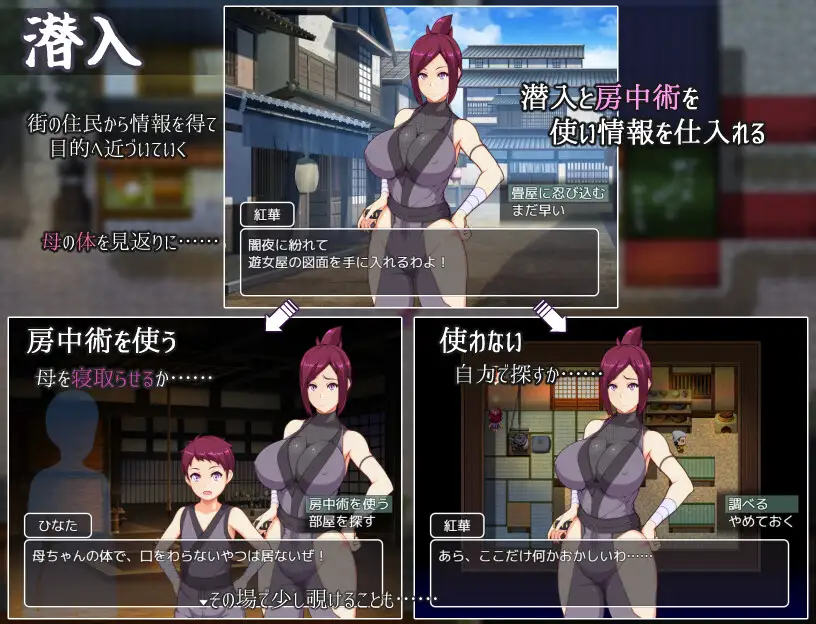 潜入
街の住民から情報を得て
目的へ近づいていく
母の体を見返りに……
潜入と房中術を
使い情報を仕入れる
畳屋に忍び込む
まだ早い
紅華
闇夜に紛れて
遊女屋の図面を手に入れるわよ！
房中術を使う
母を寝取らせるか……
房中術を使う
部屋を探す
ひなた
母ちゃんの体で、口をわらないやつは居ないぜ！
使わない
自力で探すか……
調べる
やめておく
紅華
あら、ここだけ何かおかしいわ……
その場で少し覗けることも……